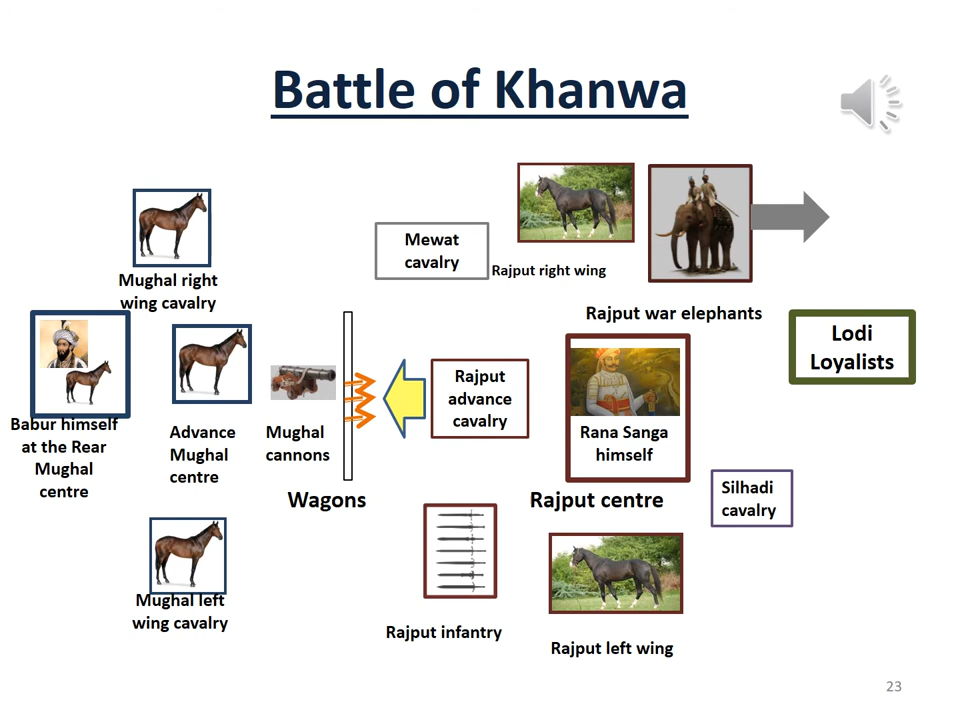 Battle of Khanwa
Mewat
cavalry
Rajput right wing
Mughal right
wing cavalry
Rajput war elephants
Lodi
Loyalists
Rajput
advance
cavalry
Babur himself
at the Rear
Mughal
centre
Advance
Mughal
centre
Mughal
cannons
Rana Sanga
himself
Wagons
Rajput centre
Silhadi
cavalry
Mughal left
wing cavalry
Rajput infantry
Rajput left wing
23